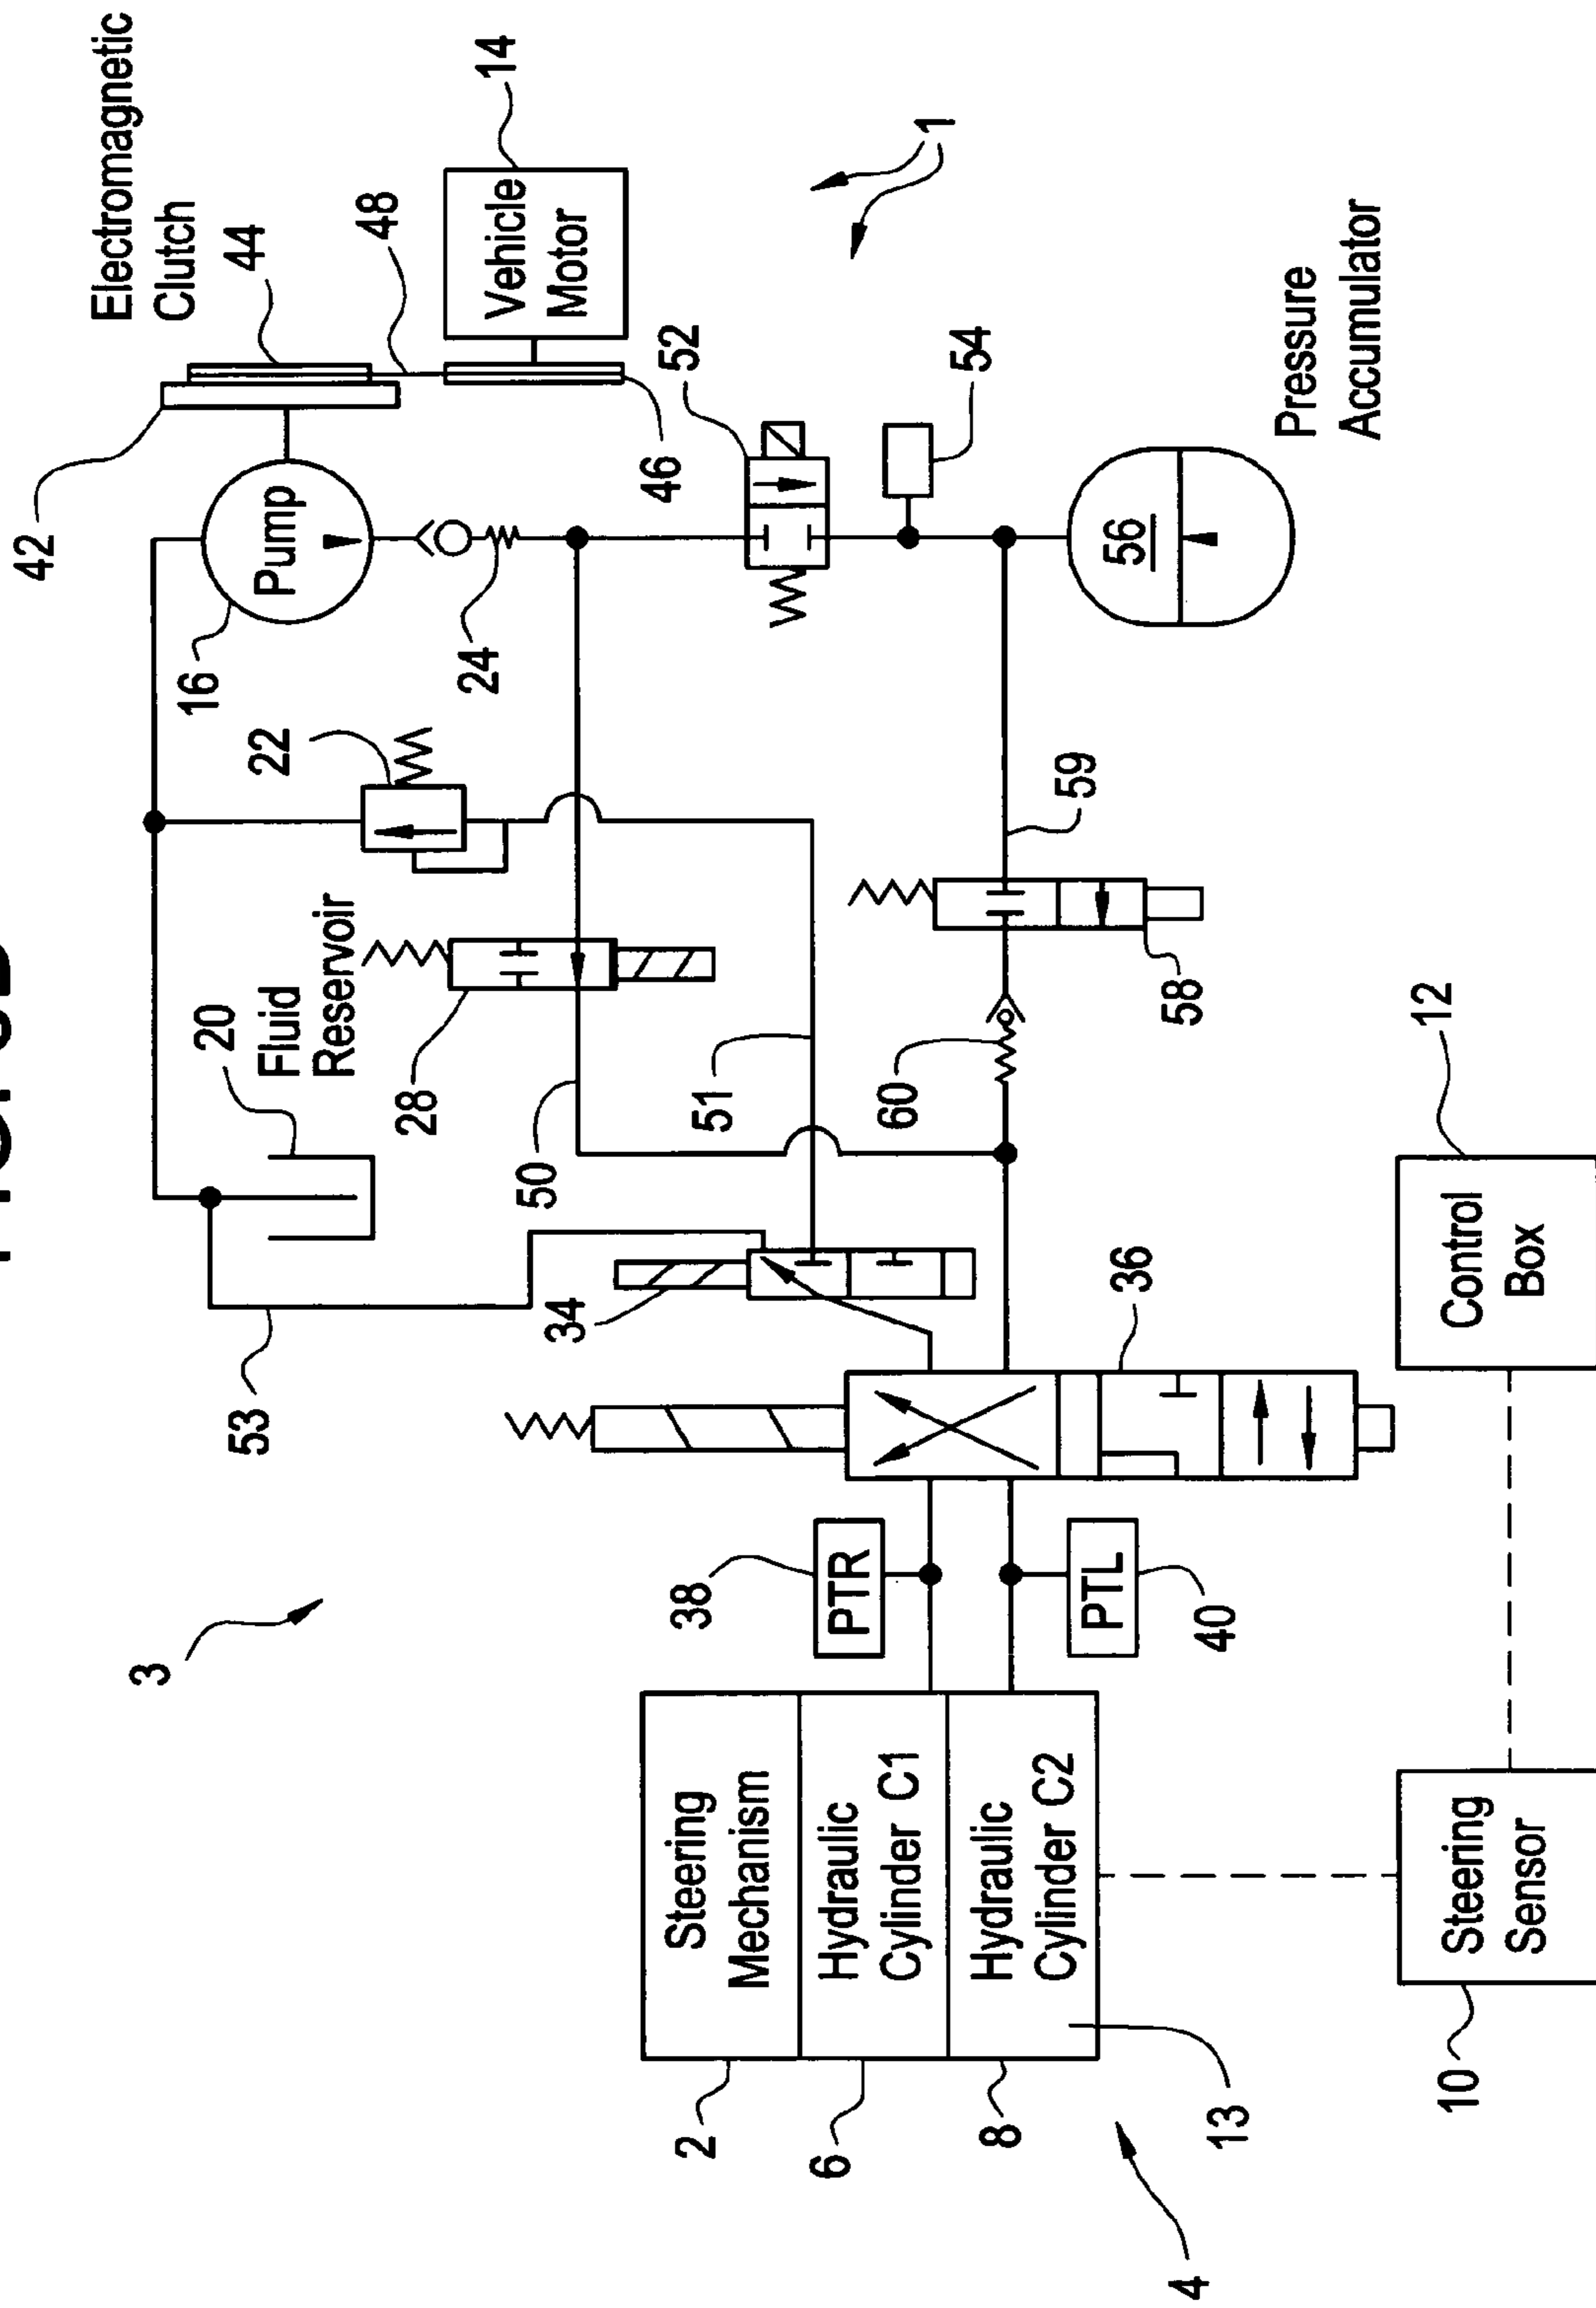 42
Electromagnetic
Clutch
3
16
20
Fluid
Reservoir
44
53
22
Pump
48
28
24
14
Vehicle
Motor
50
34
46
52
38
2
Steering
Mechanism
51
6
Hydraulic
Cylinder C1
PTR
60
1
54
8
Hydraulic
Cylinder C2
59
PTL
56
36
58
4
40
13
Pressure
Accumulator
12
Control
Box
10
Steering
Sensor